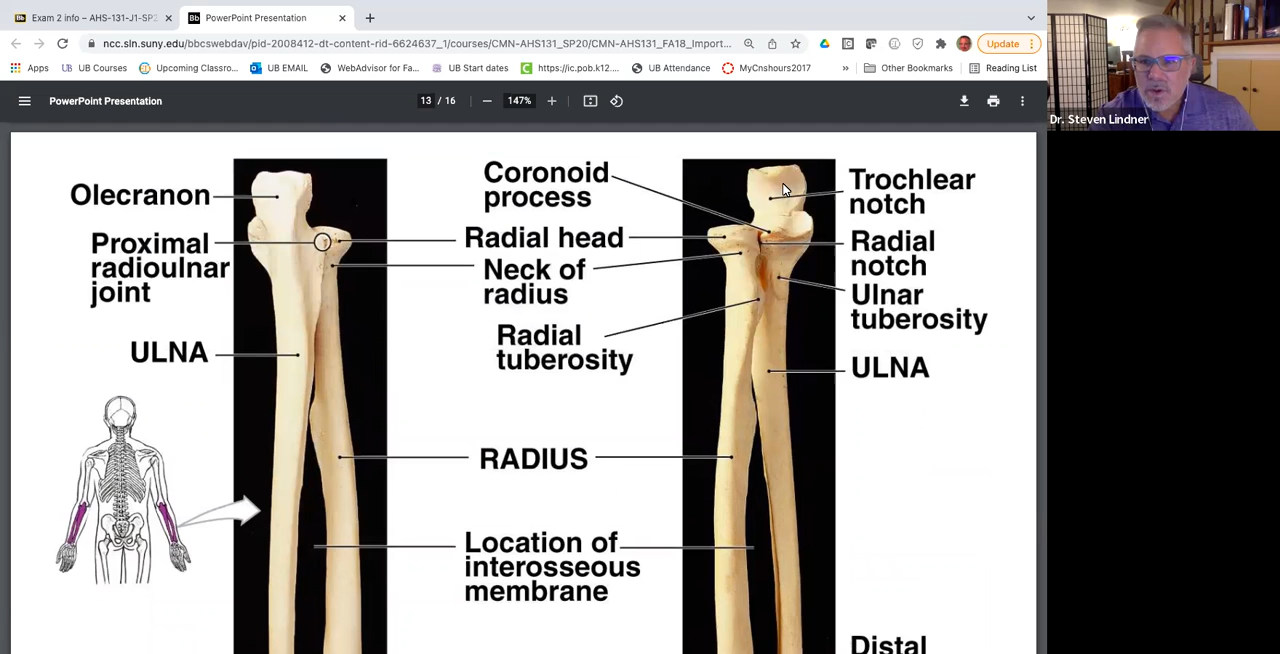 Exam 2 info – AHS-131-J1-SP2
PowerPoint Presentation
ncc.sln.suny.edu/bbcswebdav/pid-2008412-dt-content-rid-6624637_1/courses/CMN-AHS131_SP20/CMN-AHS131_FA18_Import...
Update
Apps
UB Courses
Upcoming Classro...
UB EMAIL
WebAdvisor for Fa...
UB Start dates
https://ic.pob.k12....
UB Attendance
MyCnshours2017
»
Other Bookmarks
Reading List
PowerPoint Presentation
13 / 16
147%
Dr. Steven Lindner
Olecranon
Proximal
radioulnar
joint
ULNA
Coronoid
process
Radial head
Neck of
radius
Radial
tuberosity
RADIUS
Location of
interosseous
membrane
Trochlear
notch
Radial
notch
Ulnar
tuberosity
ULNA
Distal